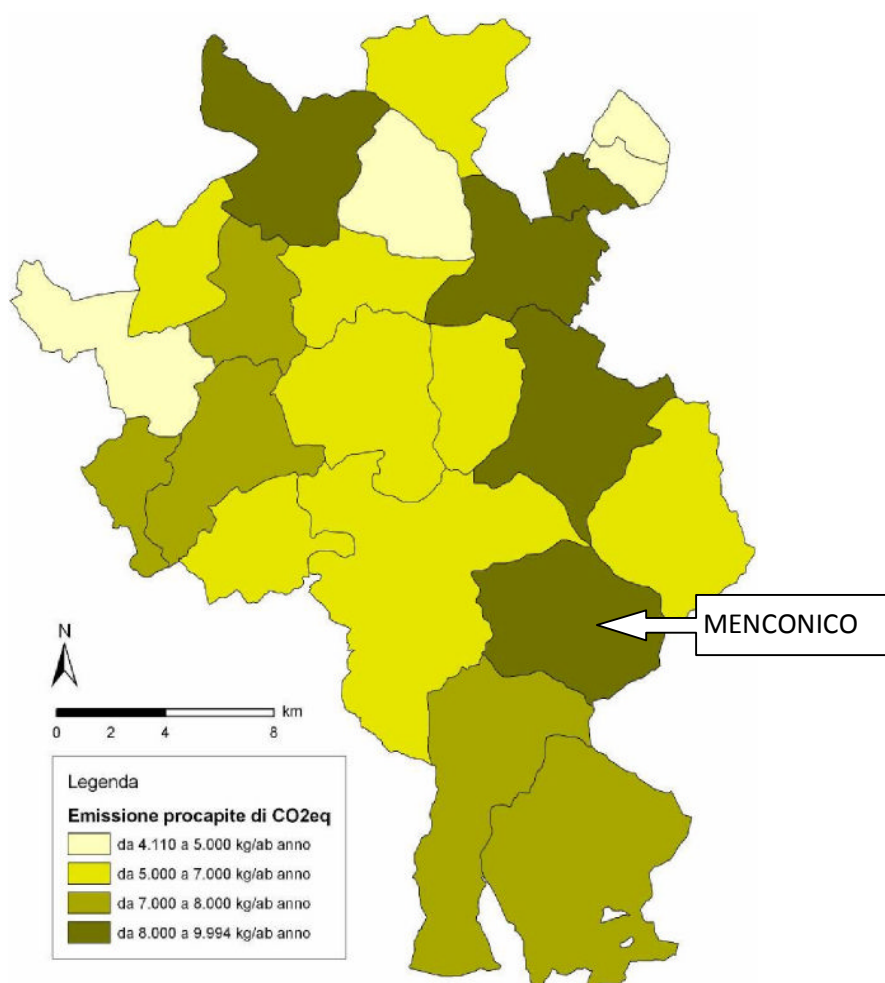 MENCONICO
N
km
0 2 4 8
Legenda
Emissione procapite di CO2eq
da 4.110 a 5.000 kg/ab anno
da 5.000 a 7.000 kg/ab anno
da 7.000 a 8.000 kg/ab anno
da 8.000 a 9.994 kg/ab anno